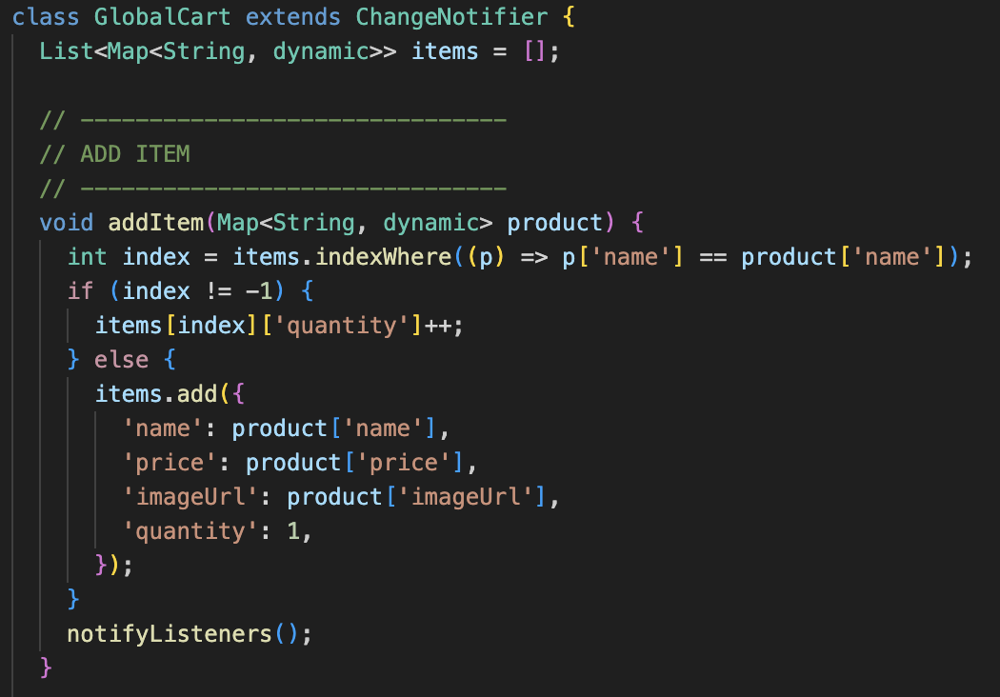 class GlobalCart extends ChangeNotifier {
  List<Map<String, dynamic>> items = [];

  // -------------------------------
  // ADD ITEM
  // -------------------------------
  void addItem(Map<String, dynamic> product) {
    int index = items.indexWhere((p) => p['name'] == product['name']);
    if (index != -1) {
      items[index]['quantity']++;
    } else {
      items.add({
        'name': product['name'],
        'price': product['price'],
        'imageUrl': product['imageUrl'],
        'quantity': 1,
      });
    }
    notifyListeners();
  }